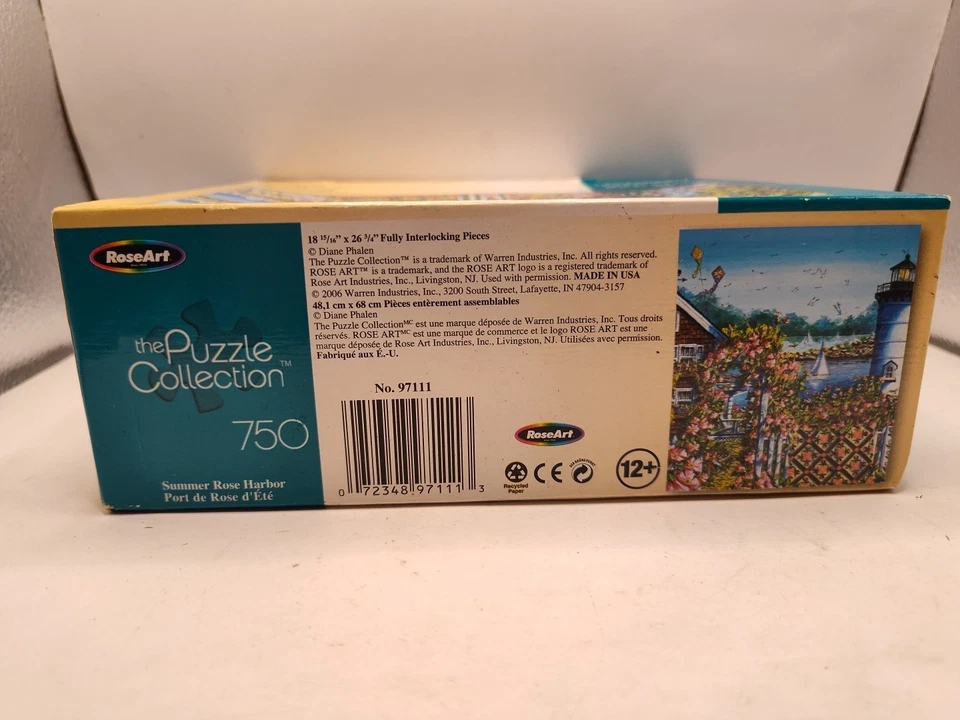 RoseArt
the Puzzle
Collection™
750
Summer Rose Harbor
Port de Rose d'Été
18 15/16" x 26 3/4" Fully Interlocking Pieces
© Diane Phalen
The Puzzle Collection™ is a trademark of Warren Industries, Inc. All rights reserved.
ROSE ART™ is a trademark, and the ROSE ART logo is a registered trademark of
Rose Art Industries, Inc., Livingston, NJ. Used with permission. MADE IN USA
© 2006 Warren Industries, Inc., 3200 South Street, Lafayette, IN 47904-3157
48,1 cm x 68 cm Pièces entèrement assemblables
© Diane Phalen
The Puzzle Collectionᴹᶜ est une marque déposée de Warren Industries, Inc. Tous droits
réservés. ROSE ARTᴹᶜ est une marque de commerce et le logo ROSE ART est une
marque déposée de Rose Art Industries, Inc., Livingston, NJ. Utilisées avec permission.
Fabriqué aux É.-U.
No. 97111
0 72348 97111 3
RoseArt
Recycled
Paper
CE
12+